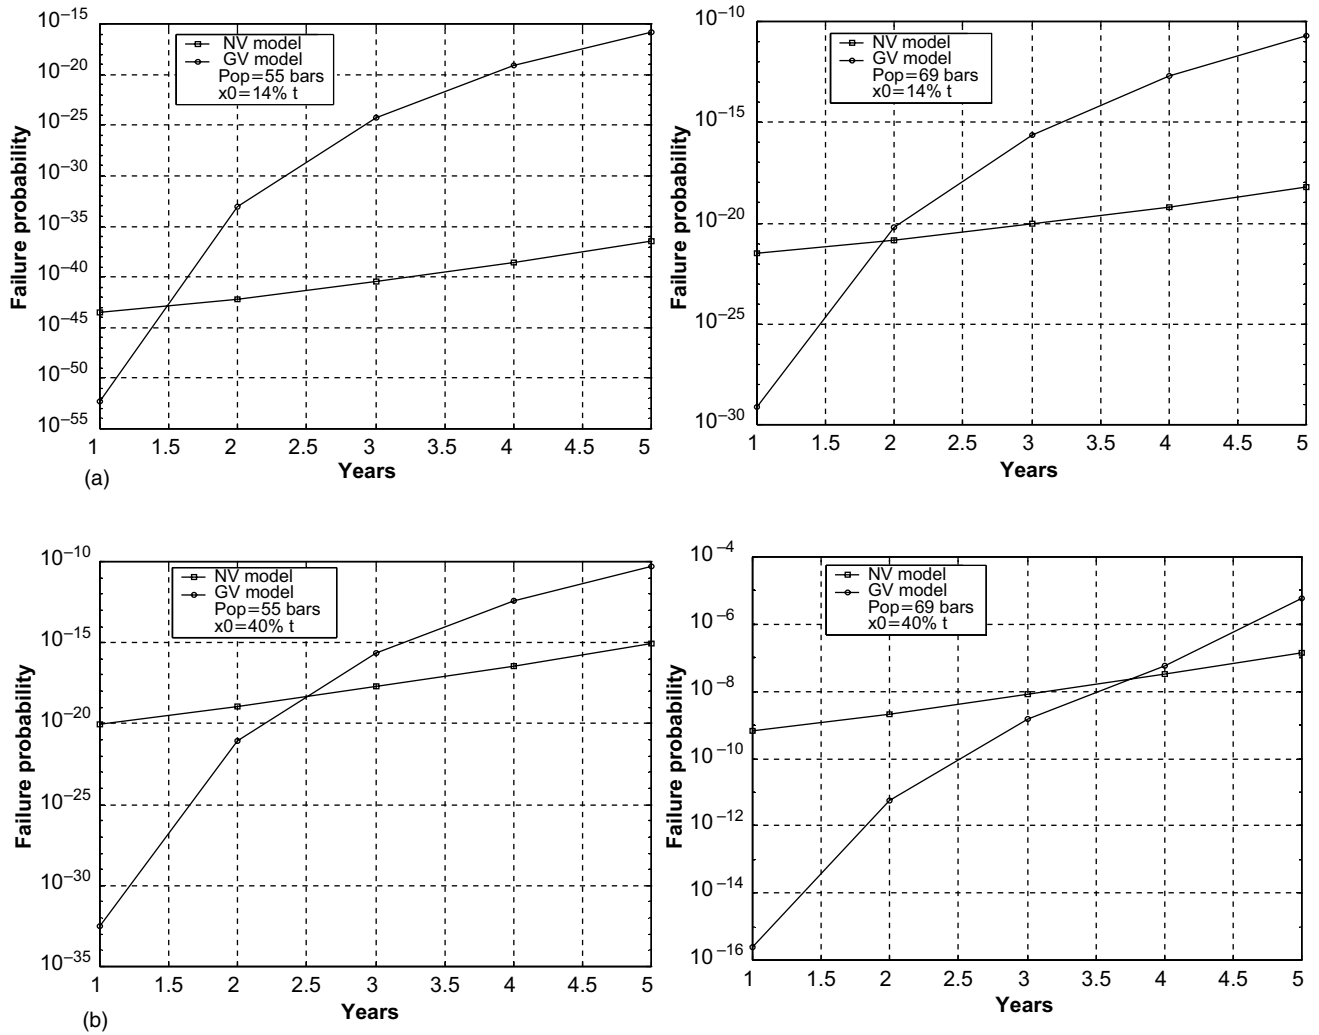 Failure probability
10⁻¹⁵
10⁻²⁰
10⁻²⁵
10⁻³⁰
10⁻³⁵
10⁻⁴⁰
10⁻⁴⁵
10⁻⁵⁰
10⁻⁵⁵
NV model
GV model
Pop=55 bars
x0=14% t
1 1.5 2 2.5 3 3.5 4 4.5 5
Years
(a)
Failure probability
10⁻¹⁰
10⁻¹⁵
10⁻²⁰
10⁻²⁵
10⁻³⁰
NV model
GV model
Pop=69 bars
x0=14% t
1 1.5 2 2.5 3 3.5 4 4.5 5
Years
Failure probability
10⁻¹⁰
10⁻¹⁵
10⁻²⁰
10⁻²⁵
10⁻³⁰
10⁻³⁵
NV model
GV model
Pop=55 bars
x0=40% t
1 1.5 2 2.5 3 3.5 4 4.5 5
Years
(b)
Failure probability
10⁻⁴
10⁻⁶
10⁻⁸
10⁻¹⁰
10⁻¹²
10⁻¹⁴
10⁻¹⁶
NV model
GV model
Pop=69 bars
x0=40% t
1 1.5 2 2.5 3 3.5 4 4.5 5
Years